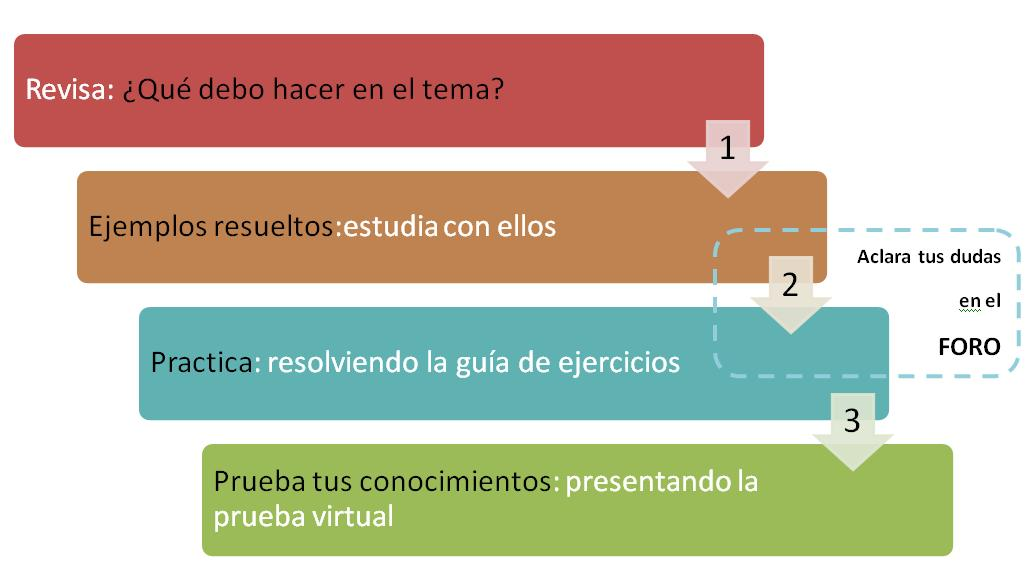 Revisa: ¿Qué debo hacer en el tema?
1
Ejemplos resueltos:estudia con ellos
2
Aclara tus dudas
en el
FORO
Practica: resolviendo la guía de ejercicios
3
Prueba tus conocimientos: presentando la
prueba virtual